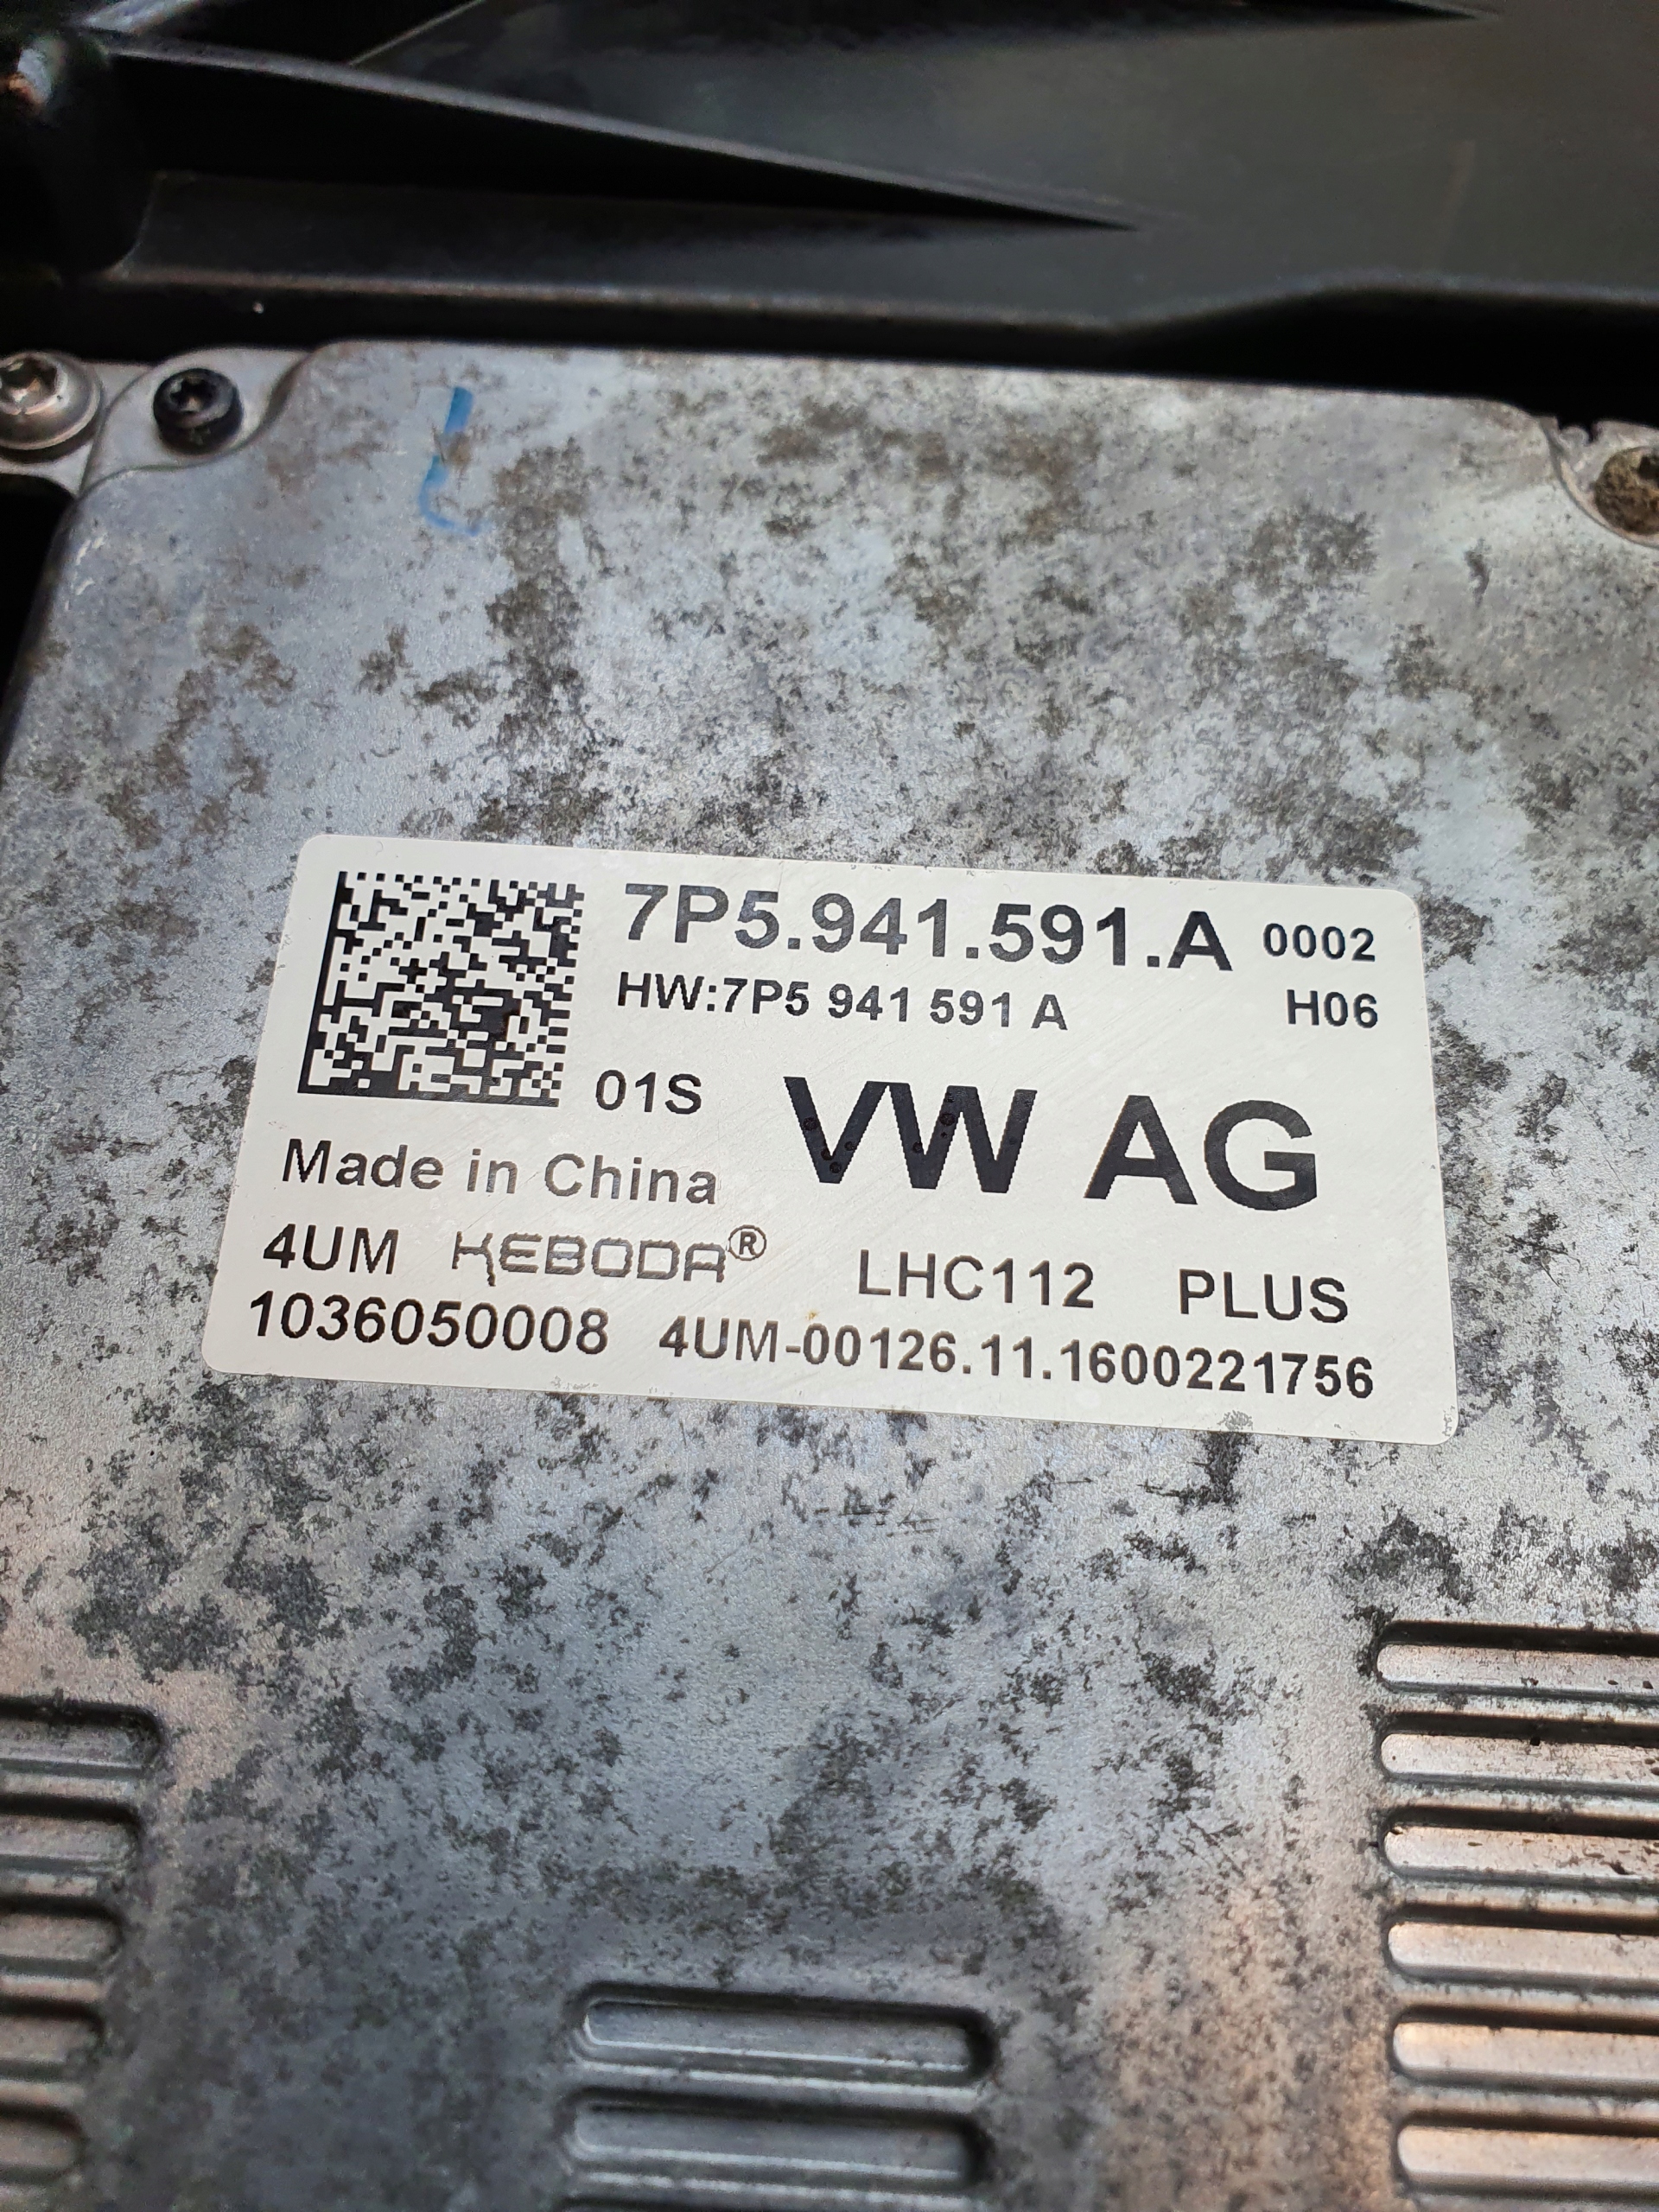 7P5.941.591.A 0002
HW:7P5 941 591 A H06
01S VW AG
Made in China
4UM KEBODA® LHC112 PLUS
1036050008 4UM-00126.11.1600221756